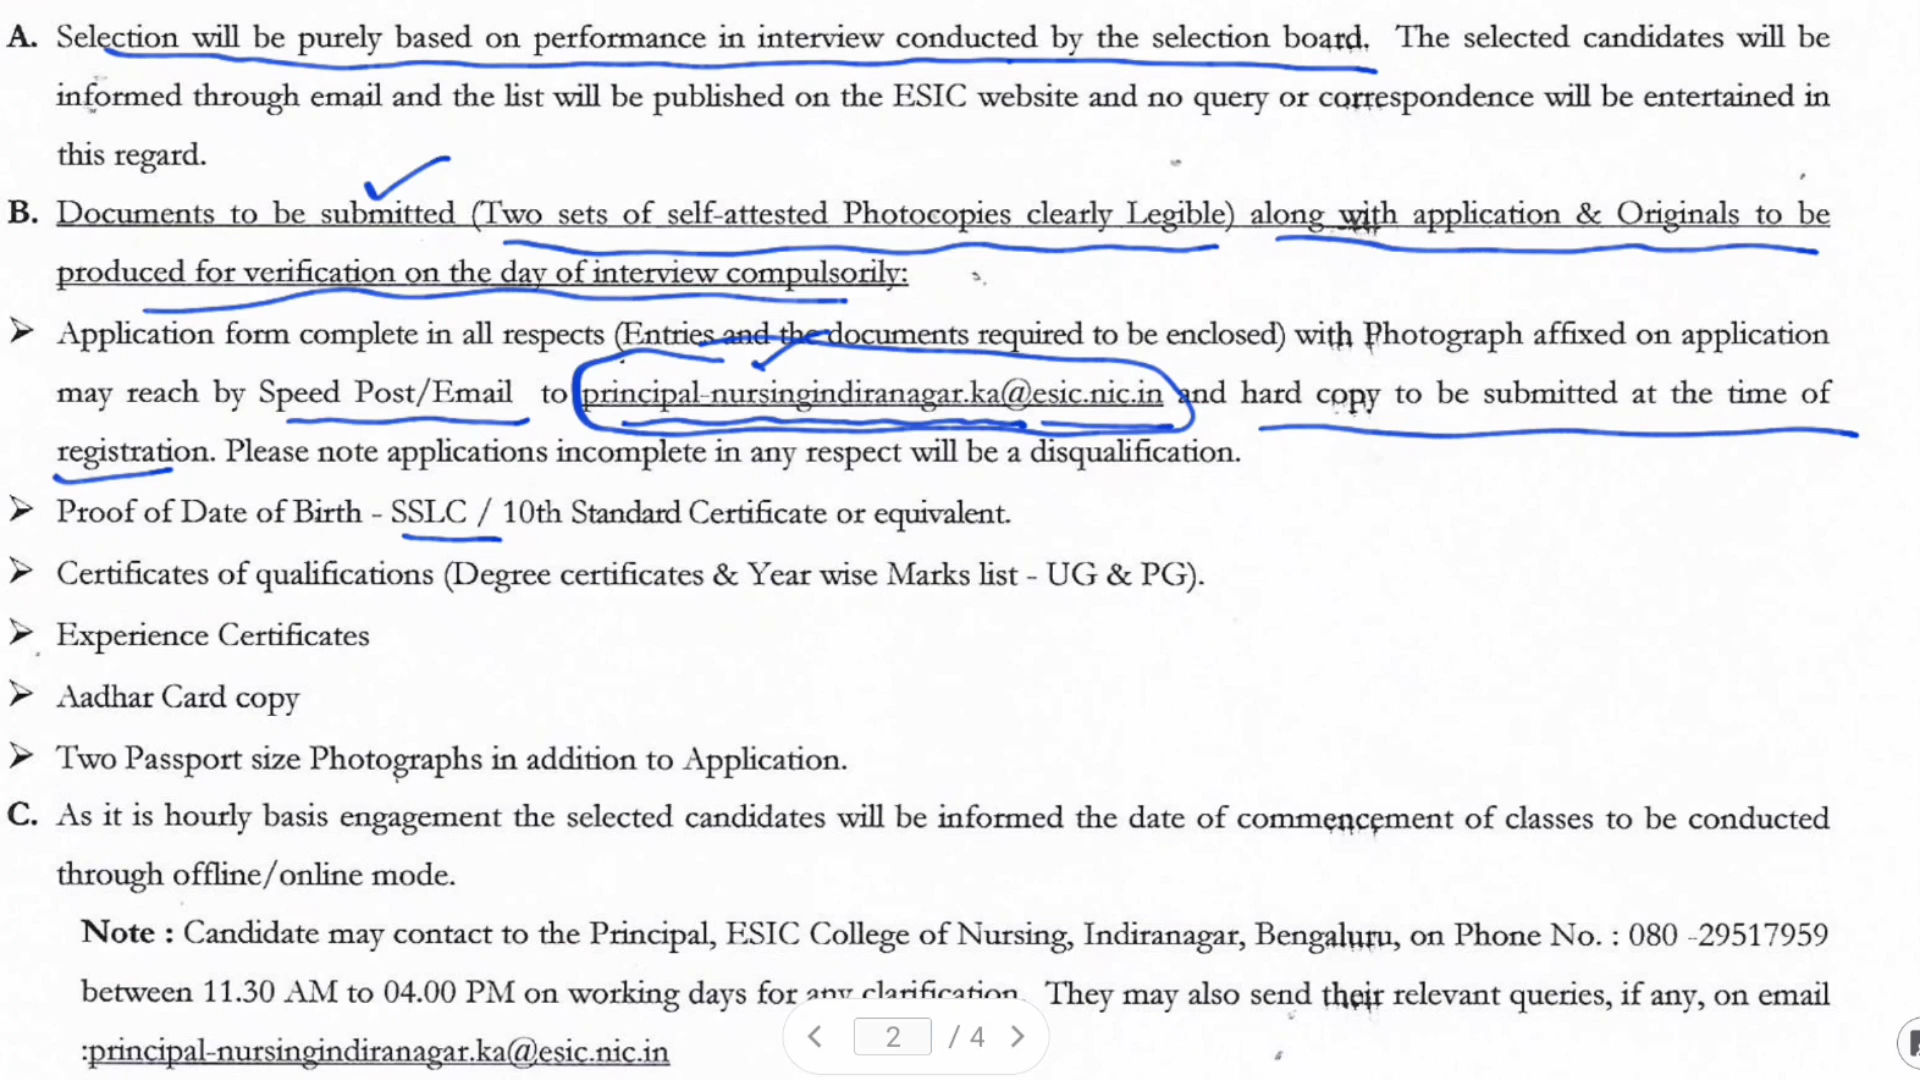 A. Selection will be purely based on performance in interview conducted by the selection board. The selected candidates will be
informed through email and the list will be published on the ESIC website and no query or correspondence will be entertained in
this regard.
B. Documents to be submitted (Two sets of self-attested Photocopies clearly Legible) along with application & Originals to be
produced for verification on the day of interview compulsorily:
➢ Application form complete in all respects (Entries and the documents required to be enclosed) with Photograph affixed on application
may reach by Speed Post/Email to principal-nursingindiranagar.ka@esic.nic.in and hard copy to be submitted at the time of
registration. Please note applications incomplete in any respect will be a disqualification.
➢ Proof of Date of Birth - SSLC / 10th Standard Certificate or equivalent.
➢ Certificates of qualifications (Degree certificates & Year wise Marks list - UG & PG).
➢ Experience Certificates
➢ Aadhar Card copy
➢ Two Passport size Photographs in addition to Application.
C. As it is hourly basis engagement the selected candidates will be informed the date of commencement of classes to be conducted
through offline/online mode.
Note : Candidate may contact to the Principal, ESIC College of Nursing, Indiranagar, Bengaluru, on Phone No. : 080 -29517959
between 11.30 AM to 04.00 PM on working days for any clarification. They may also send their relevant queries, if any, on email
:principal-nursingindiranagar.ka@esic.nic.in
2 / 4